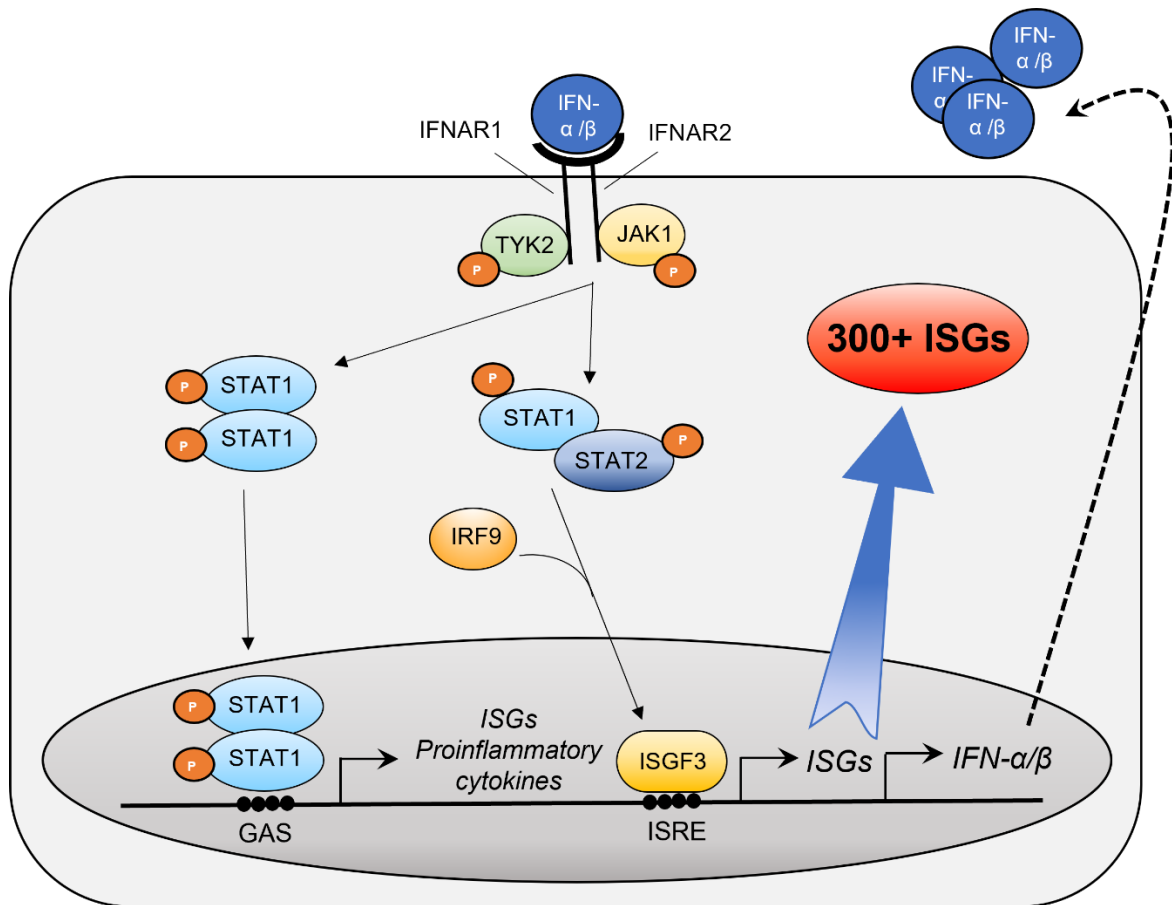 IFN-
α /β
IFN-
α /β
IFN-
α
IFN-
α /β
IFNAR1
IFNAR2
TYK2
JAK1
P
P
300+ ISGs
P
STAT1
P
STAT1
P
STAT1
STAT2
P
IRF9
P
STAT1
P
STAT1
ISGs
Proinflammatory
cytokines
ISGF3
ISGs
IFN-α/β
GAS
ISRE